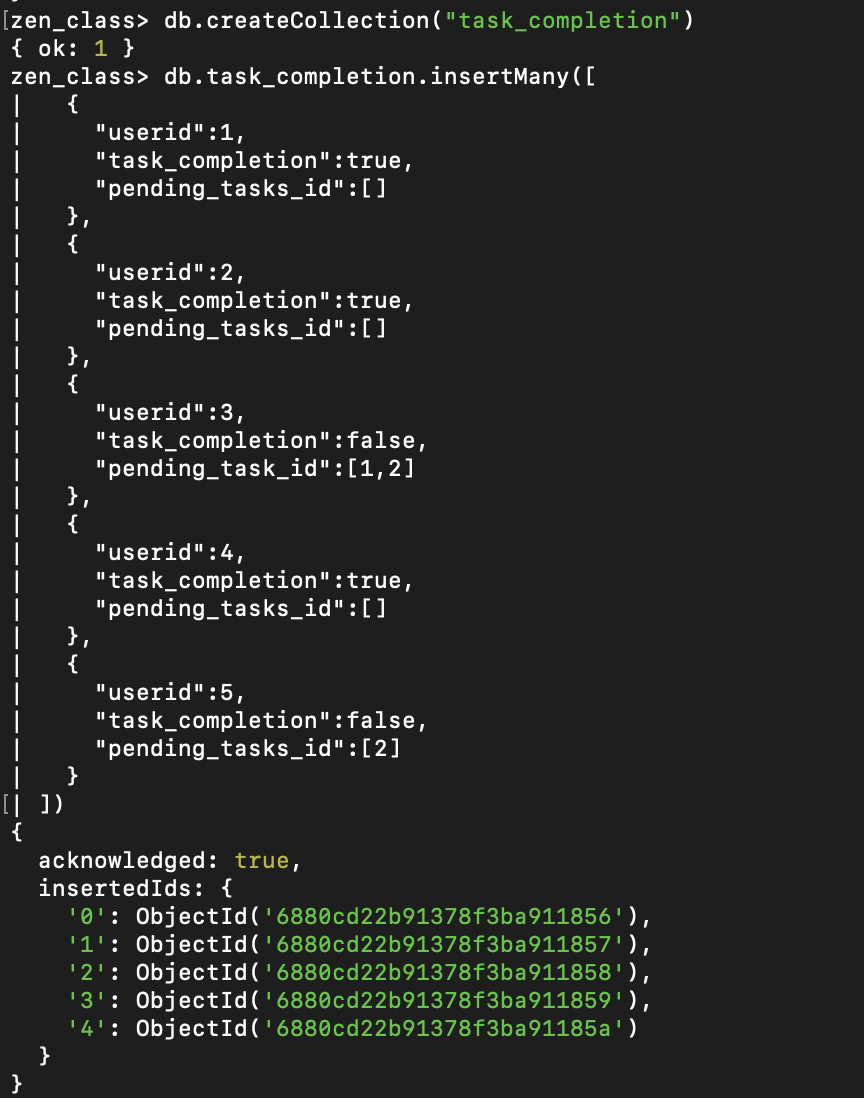 [zen_class> db.createCollection("task_completion")
{ ok: 1 }
zen_class> db.task_completion.insertMany([
|   {
|     "userid":1,
|     "task_completion":true,
|     "pending_tasks_id":[]
|   },
|   {
|     "userid":2,
|     "task_completion":true,
|     "pending_tasks_id":[]
|   },
|   {
|     "userid":3,
|     "task_completion":false,
|     "pending_task_id":[1,2]
|   },
|   {
|     "userid":4,
|     "task_completion":true,
|     "pending_tasks_id":[]
|   },
|   {
|     "userid":5,
|     "task_completion":false,
|     "pending_tasks_id":[2]
|   }
[| ])
{
  acknowledged: true,
  insertedIds: {
    '0': ObjectId('6880cd22b91378f3ba911856'),
    '1': ObjectId('6880cd22b91378f3ba911857'),
    '2': ObjectId('6880cd22b91378f3ba911858'),
    '3': ObjectId('6880cd22b91378f3ba911859'),
    '4': ObjectId('6880cd22b91378f3ba91185a')
  }
}